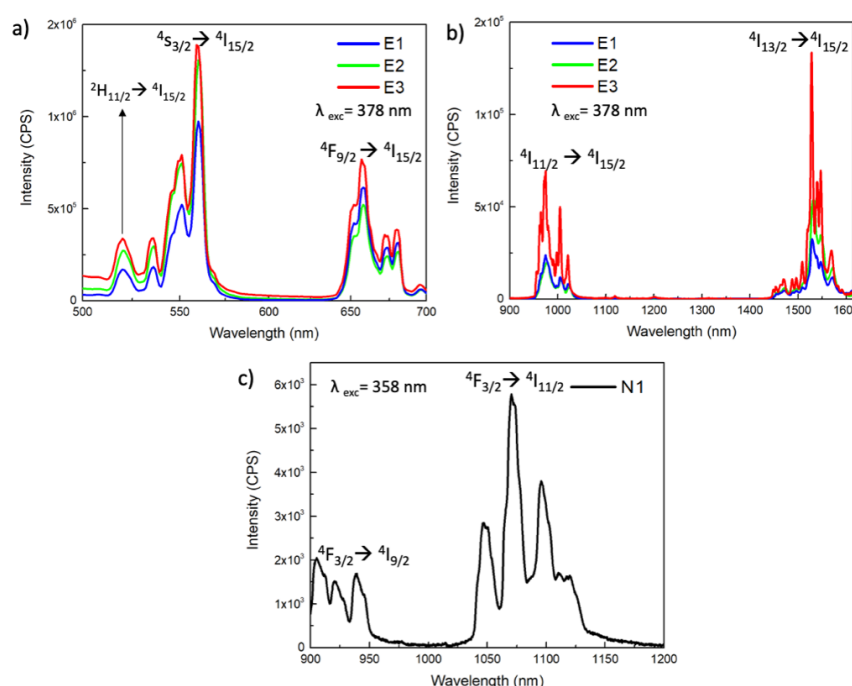 a)
⁴S₃/₂ → ⁴I₁₅/₂
²H₁₁/₂ → ⁴I₁₅/₂
E1
E2
E3
λ exc= 378 nm
⁴F₉/₂ → ⁴I₁₅/₂
Intensity (CPS)
2x10⁶
1x10⁶
5x10⁵
0
500 550 600 650 700
Wavelength (nm)
b)
⁴I₁₃/₂ → ⁴I₁₅/₂
E1
E2
E3
λ exc= 378 nm
⁴I₁₁/₂ → ⁴I₁₅/₂
Intensity (CPS)
2x10⁵
1x10⁵
5x10⁴
0
900 1000 1100 1200 1300 1400 1500 160
Wavelength (nm)
c)
λ exc= 358 nm
⁴F₃/₂ → ⁴I₁₁/₂
N1
⁴F₃/₂ → ⁴I₉/₂
Intensity (CPS)
6x10³
5x10³
4x10³
3x10³
2x10³
1x10³
0
900 950 1000 1050 1100 1150 1200
Wavelength (nm)